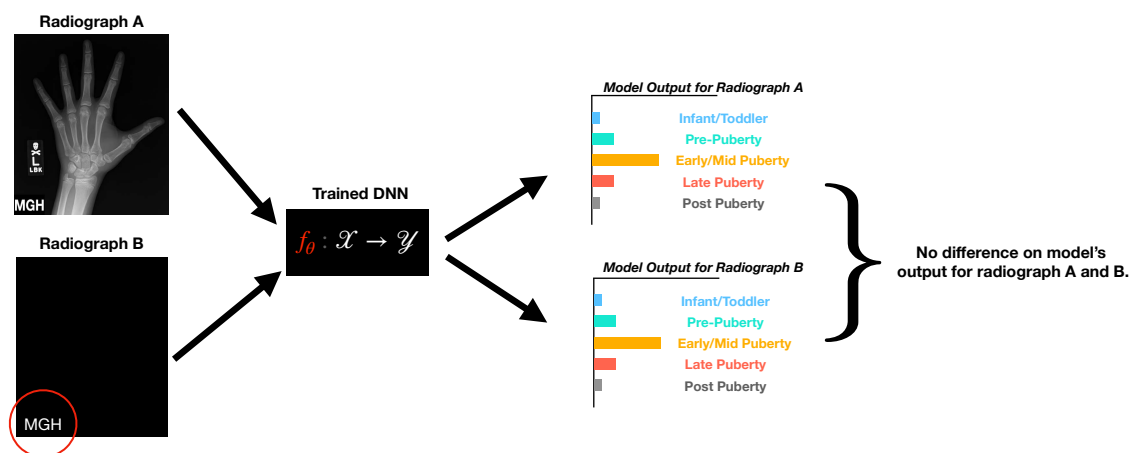 Radiograph A
L
LBK
MGH
Radiograph B
MGH
Trained DNN
fθ : 𝒳 → 𝒴
Model Output for Radiograph A
Infant/Toddler
Pre-Puberty
Early/Mid Puberty
Late Puberty
Post Puberty
Model Output for Radiograph B
Infant/Toddler
Pre-Puberty
Early/Mid Puberty
Late Puberty
Post Puberty
No difference on model's
output for radiograph A and B.